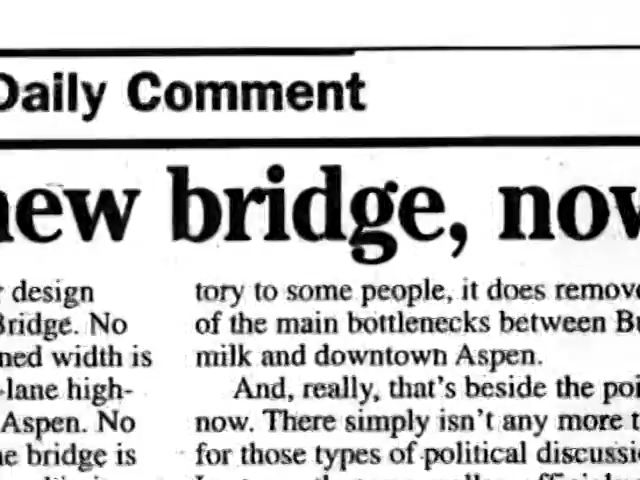 Daily Comment
new bridge, now
r design
Bridge. No
ned width is
-lane high-
Aspen. No
e bridge is
tory to some people, it does remove
of the main bottlenecks between Bu
milk and downtown Aspen.
And, really, that's beside the poi
now. There simply isn't any more t
for those types of political discussi